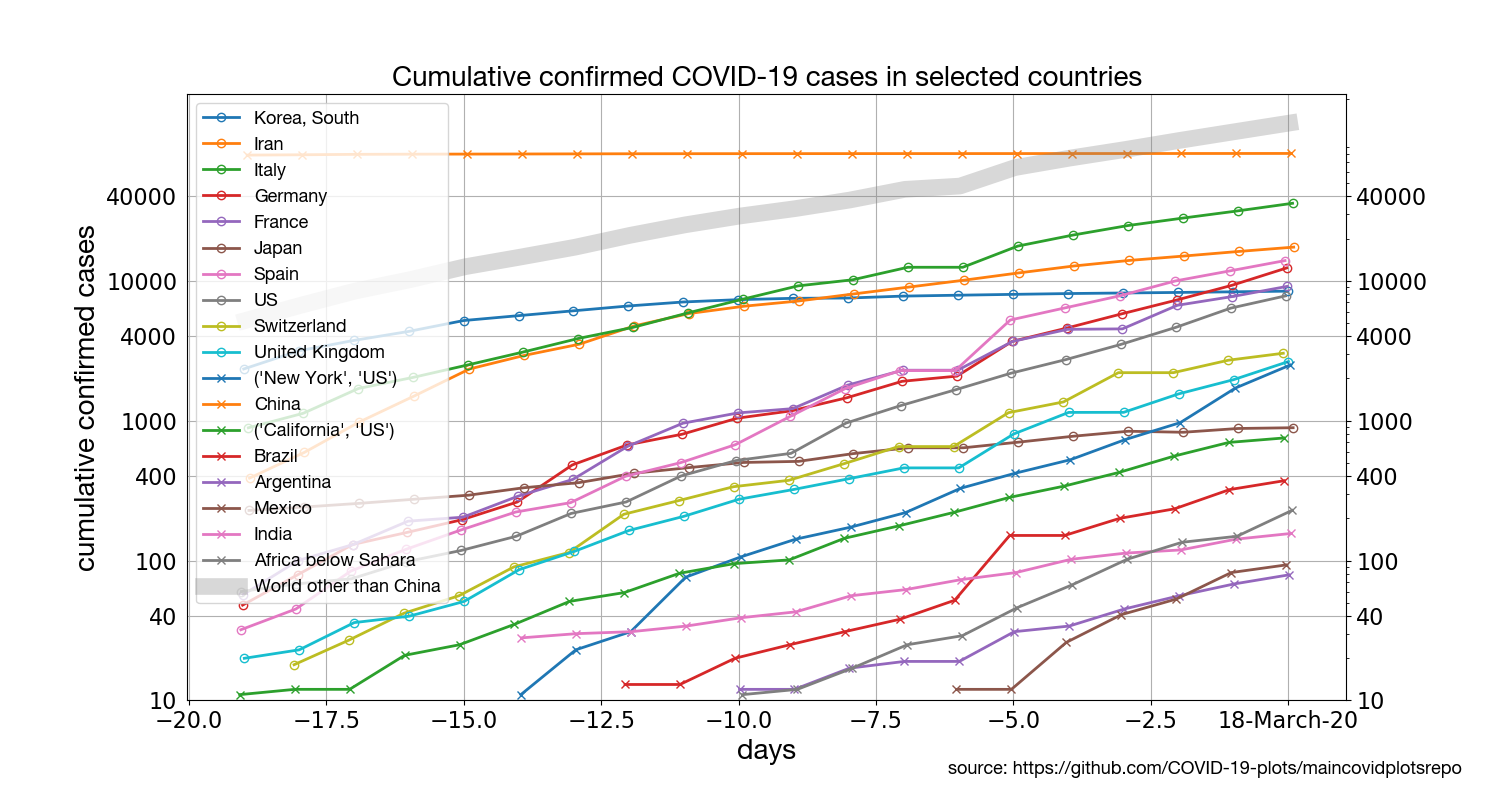 Cumulative confirmed COVID-19 cases in selected countries
Korea, South
Iran
Italy
Germany
France
Japan
Spain
US
Switzerland
United Kingdom
('New York', 'US')
China
('California', 'US')
Brazil
Argentina
Mexico
India
Africa below Sahara
World other than China
cumulative confirmed cases
40000
10000
4000
1000
400
100
40
10
40000
10000
4000
1000
400
100
40
10
−20.0 −17.5 −15.0 −12.5 −10.0 −7.5 −5.0 −2.5 18-March-20
days
source: https://github.com/COVID-19-plots/maincovidplotsrepo